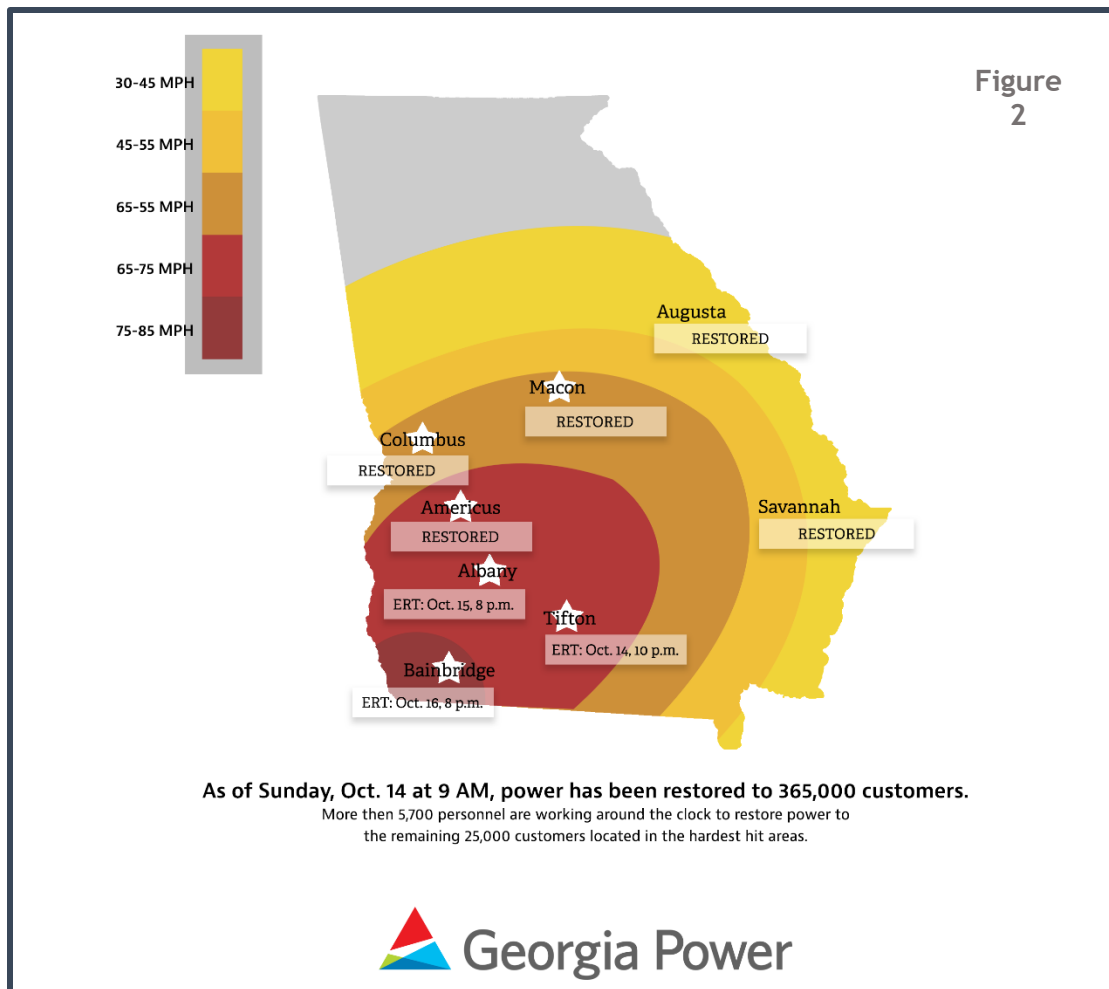 Figure
2
30-45 MPH
45-55 MPH
65-55 MPH
65-75 MPH
75-85 MPH
Augusta
RESTORED
Macon
RESTORED
Columbus
RESTORED
Americus
RESTORED
Savannah
RESTORED
Albany
ERT: Oct. 15, 8 p.m.
Tifton
ERT: Oct. 14, 10 p.m.
Bainbridge
ERT: Oct. 16, 8 p.m.
As of Sunday, Oct. 14 at 9 AM, power has been restored to 365,000 customers.
More then 5,700 personnel are working around the clock to restore power to
the remaining 25,000 customers located in the hardest hit areas.
Georgia Power